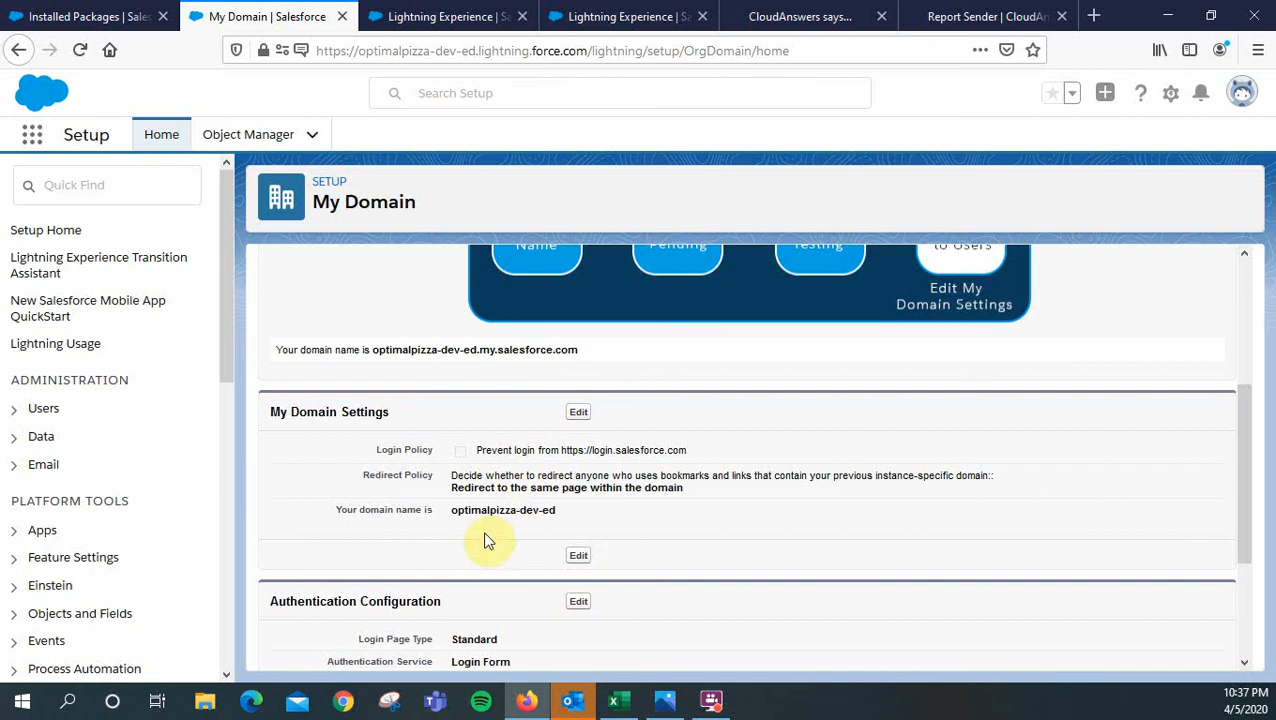 Installed Packages | Sales
My Domain | Salesforce
Lightning Experience | Sa
Lightning Experience | Sa
CloudAnswers says...
Report Sender | CloudAn
https://optimalpizza-dev-ed.lightning.force.com/lightning/setup/OrgDomain/home
Search Setup
Setup
Home
Object Manager
Quick Find
Setup Home
Lightning Experience Transition
Assistant
New Salesforce Mobile App
QuickStart
Lightning Usage
ADMINISTRATION
Users
Data
Email
PLATFORM TOOLS
Apps
Feature Settings
Einstein
Objects and Fields
Events
Process Automation
SETUP
My Domain
Name
Pending
Testing
to Users
Edit My
Domain Settings
Your domain name is optimalpizza-dev-ed.my.salesforce.com
My Domain Settings
Edit
Login Policy
Prevent login from https://login.salesforce.com
Redirect Policy
Decide whether to redirect anyone who uses bookmarks and links that contain your previous instance-specific domain::
Redirect to the same page within the domain
Your domain name is
optimalpizza-dev-ed
Edit
Authentication Configuration
Edit
Login Page Type
Standard
Authentication Service
Login Form
10:37 PM
4/5/2020